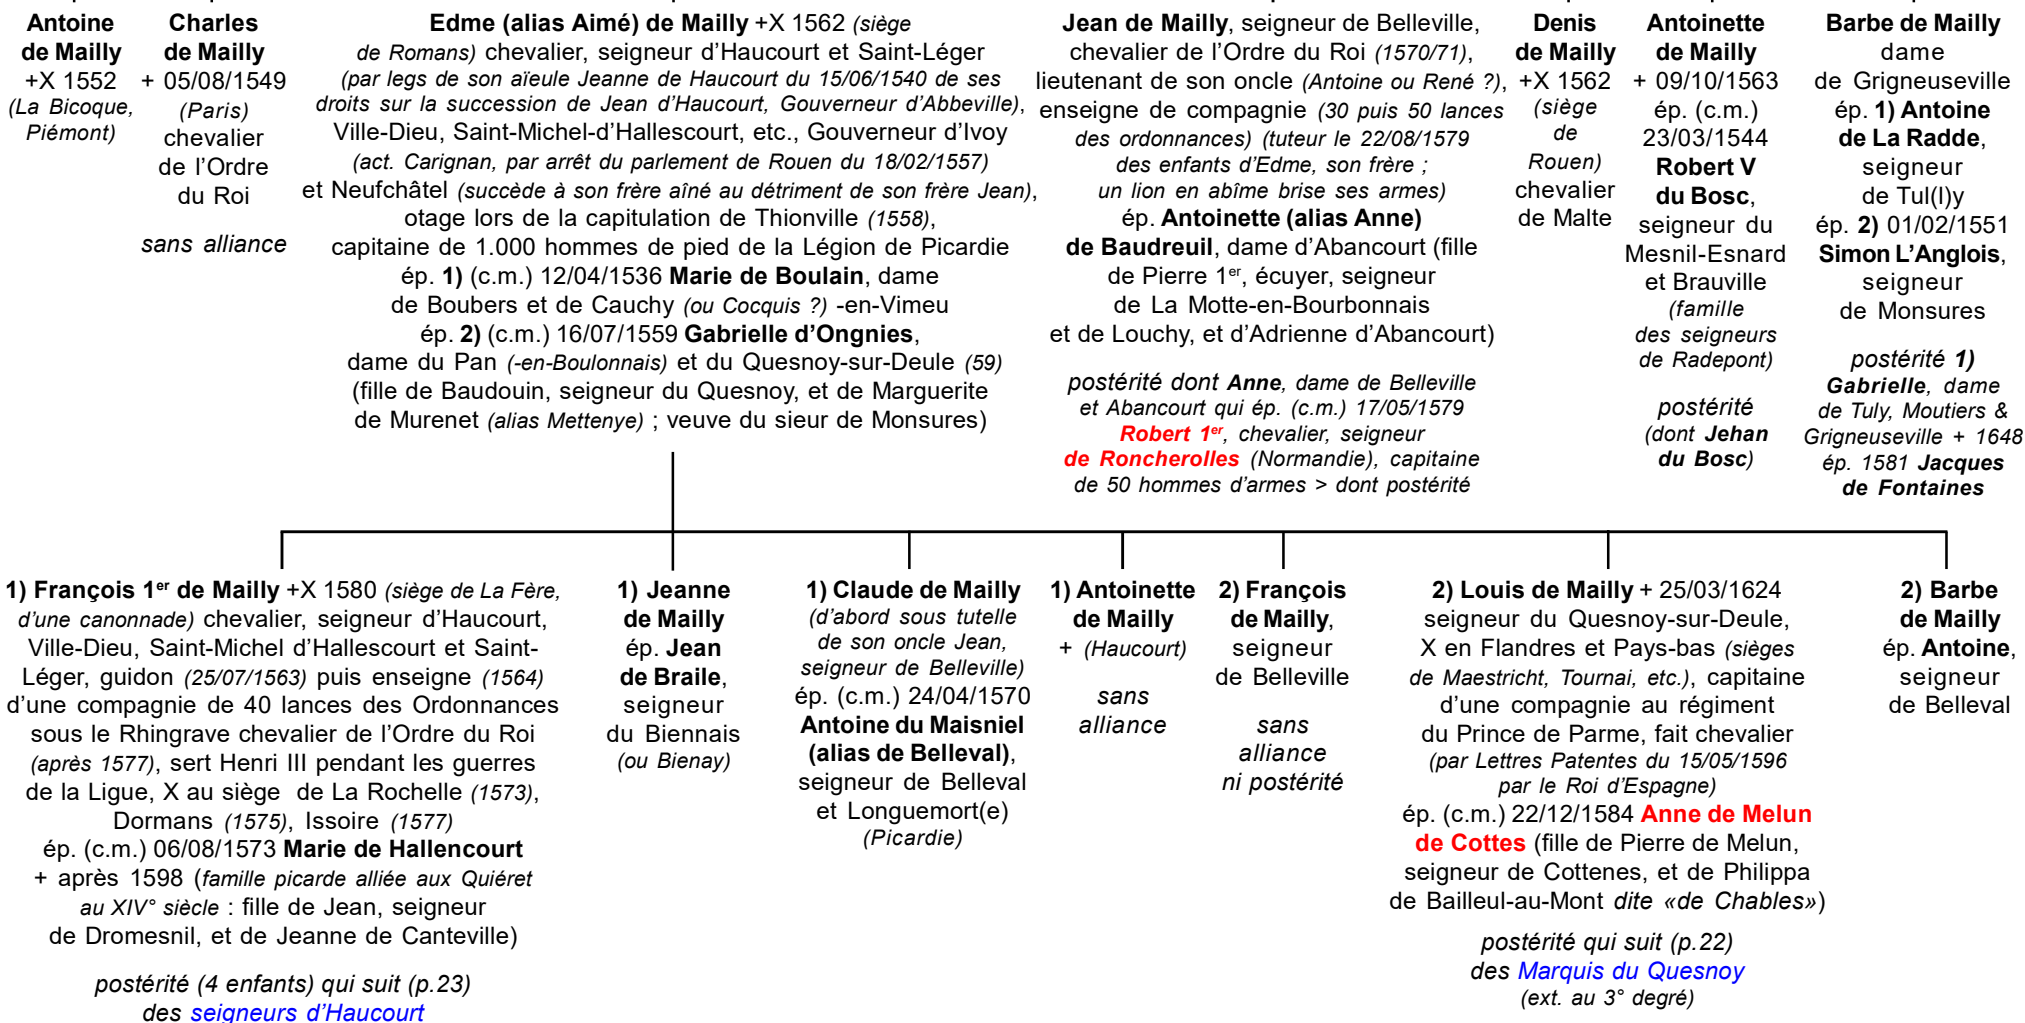 Antoine
de Mailly
+X 1552
(La Bicoque,
Piémont)
Charles
de Mailly
+ 05/08/1549
(Paris)
chevalier
de l’Ordre
du Roi
sans alliance
Edme (alias Aimé) de Mailly +X 1562 (siège
de Romans) chevalier, seigneur d’Haucourt et Saint-Léger
(par legs de son aïeule Jeanne de Haucourt du 15/06/1540 de ses
droits sur la succession de Jean d’Haucourt, Gouverneur d’Abbeville),
Ville-Dieu, Saint-Michel-d’Hallescourt, etc., Gouverneur d’Ivoy
(act. Carignan, par arrêt du parlement de Rouen du 18/02/1557)
et Neufchâtel (succède à son frère aîné au détriment de son frère Jean),
otage lors de la capitulation de Thionville (1558),
capitaine de 1.000 hommes de pied de la Légion de Picardie
ép. 1) (c.m.) 12/04/1536 Marie de Boulain, dame
de Boubers et de Cauchy (ou Cocquis ?) -en-Vimeu
ép. 2) (c.m.) 16/07/1559 Gabrielle d’Ongnies,
dame du Pan (-en-Boulonnais) et du Quesnoy-sur-Deule (59)
(fille de Baudouin, seigneur du Quesnoy, et de Marguerite
de Murenet (alias Mettenye) ; veuve du sieur de Monsures)
Jean de Mailly, seigneur de Belleville,
chevalier de l’Ordre du Roi (1570/71),
lieutenant de son oncle (Antoine ou René ?),
enseigne de compagnie (30 puis 50 lances
des ordonnances) (tuteur le 22/08/1579
des enfants d’Edme, son frère ;
un lion en abîme brise ses armes)
ép. Antoinette (alias Anne)
de Baudreuil, dame d’Abancourt (fille
de Pierre 1er, écuyer, seigneur
de La Motte-en-Bourbonnais
et de Louchy, et d’Adrienne d’Abancourt)
postérité dont Anne, dame de Belleville
et Abancourt qui ép. (c.m.) 17/05/1579
Robert 1er, chevalier, seigneur
de Roncherolles (Normandie), capitaine
de 50 hommes d’armes > dont postérité
Denis
de Mailly
+X 1562
(siège
de
Rouen)
chevalier
de Malte
Antoinette
de Mailly
+ 09/10/1563
ép. (c.m.)
23/03/1544
Robert V
du Bosc,
seigneur du
Mesnil-Esnard
et Brauville
(famille
des seigneurs
de Radepont)
postérité
(dont Jehan
du Bosc)
Barbe de Mailly
dame
de Grigneuseville
ép. 1) Antoine
de La Radde,
seigneur
de Tul(l)y
ép. 2) 01/02/1551
Simon L’Anglois,
seigneur
de Monsures
postérité 1)
Gabrielle, dame
de Tuly, Moutiers &
Grigneuseville + 1648
ép. 1581 Jacques
de Fontaines
1) François 1er de Mailly +X 1580 (siège de La Fère,
d’une canonnade) chevalier, seigneur d’Haucourt,
Ville-Dieu, Saint-Michel d’Hallescourt et Saint-
Léger, guidon (25/07/1563) puis enseigne (1564)
d’une compagnie de 40 lances des Ordonnances
sous le Rhingrave chevalier de l’Ordre du Roi
(après 1577), sert Henri III pendant les guerres
de la Ligue, X au siège de La Rochelle (1573),
Dormans (1575), Issoire (1577)
ép. (c.m.) 06/08/1573 Marie de Hallencourt
+ après 1598 (famille picarde alliée aux Quiéret
au XIV° siècle : fille de Jean, seigneur
de Dromesnil, et de Jeanne de Canteville)
postérité (4 enfants) qui suit (p.23)
des seigneurs d’Haucourt
1) Jeanne
de Mailly
ép. Jean
de Braile,
seigneur
du Biennais
(ou Bienay)
1) Claude de Mailly
(d’abord sous tutelle
de son oncle Jean,
seigneur de Belleville)
ép. (c.m.) 24/04/1570
Antoine du Maisniel
(alias de Belleval),
seigneur de Belleval
et Longuemort(e)
(Picardie)
1) Antoinette
de Mailly
+ (Haucourt)
sans
alliance
2) François
de Mailly,
seigneur
de Belleville
sans
alliance
ni postérité
2) Louis de Mailly + 25/03/1624
seigneur du Quesnoy-sur-Deule,
X en Flandres et Pays-bas (sièges
de Maestricht, Tournai, etc.), capitaine
d’une compagnie au régiment
du Prince de Parme, fait chevalier
(par Lettres Patentes du 15/05/1596
par le Roi d’Espagne)
ép. (c.m.) 22/12/1584 Anne de Melun
de Cottes (fille de Pierre de Melun,
seigneur de Cottenes, et de Philippa
de Bailleul-au-Mont dite «de Chables»)
postérité qui suit (p.22)
des Marquis du Quesnoy
(ext. au 3° degré)
2) Barbe
de Mailly
ép. Antoine,
seigneur
de Belleval